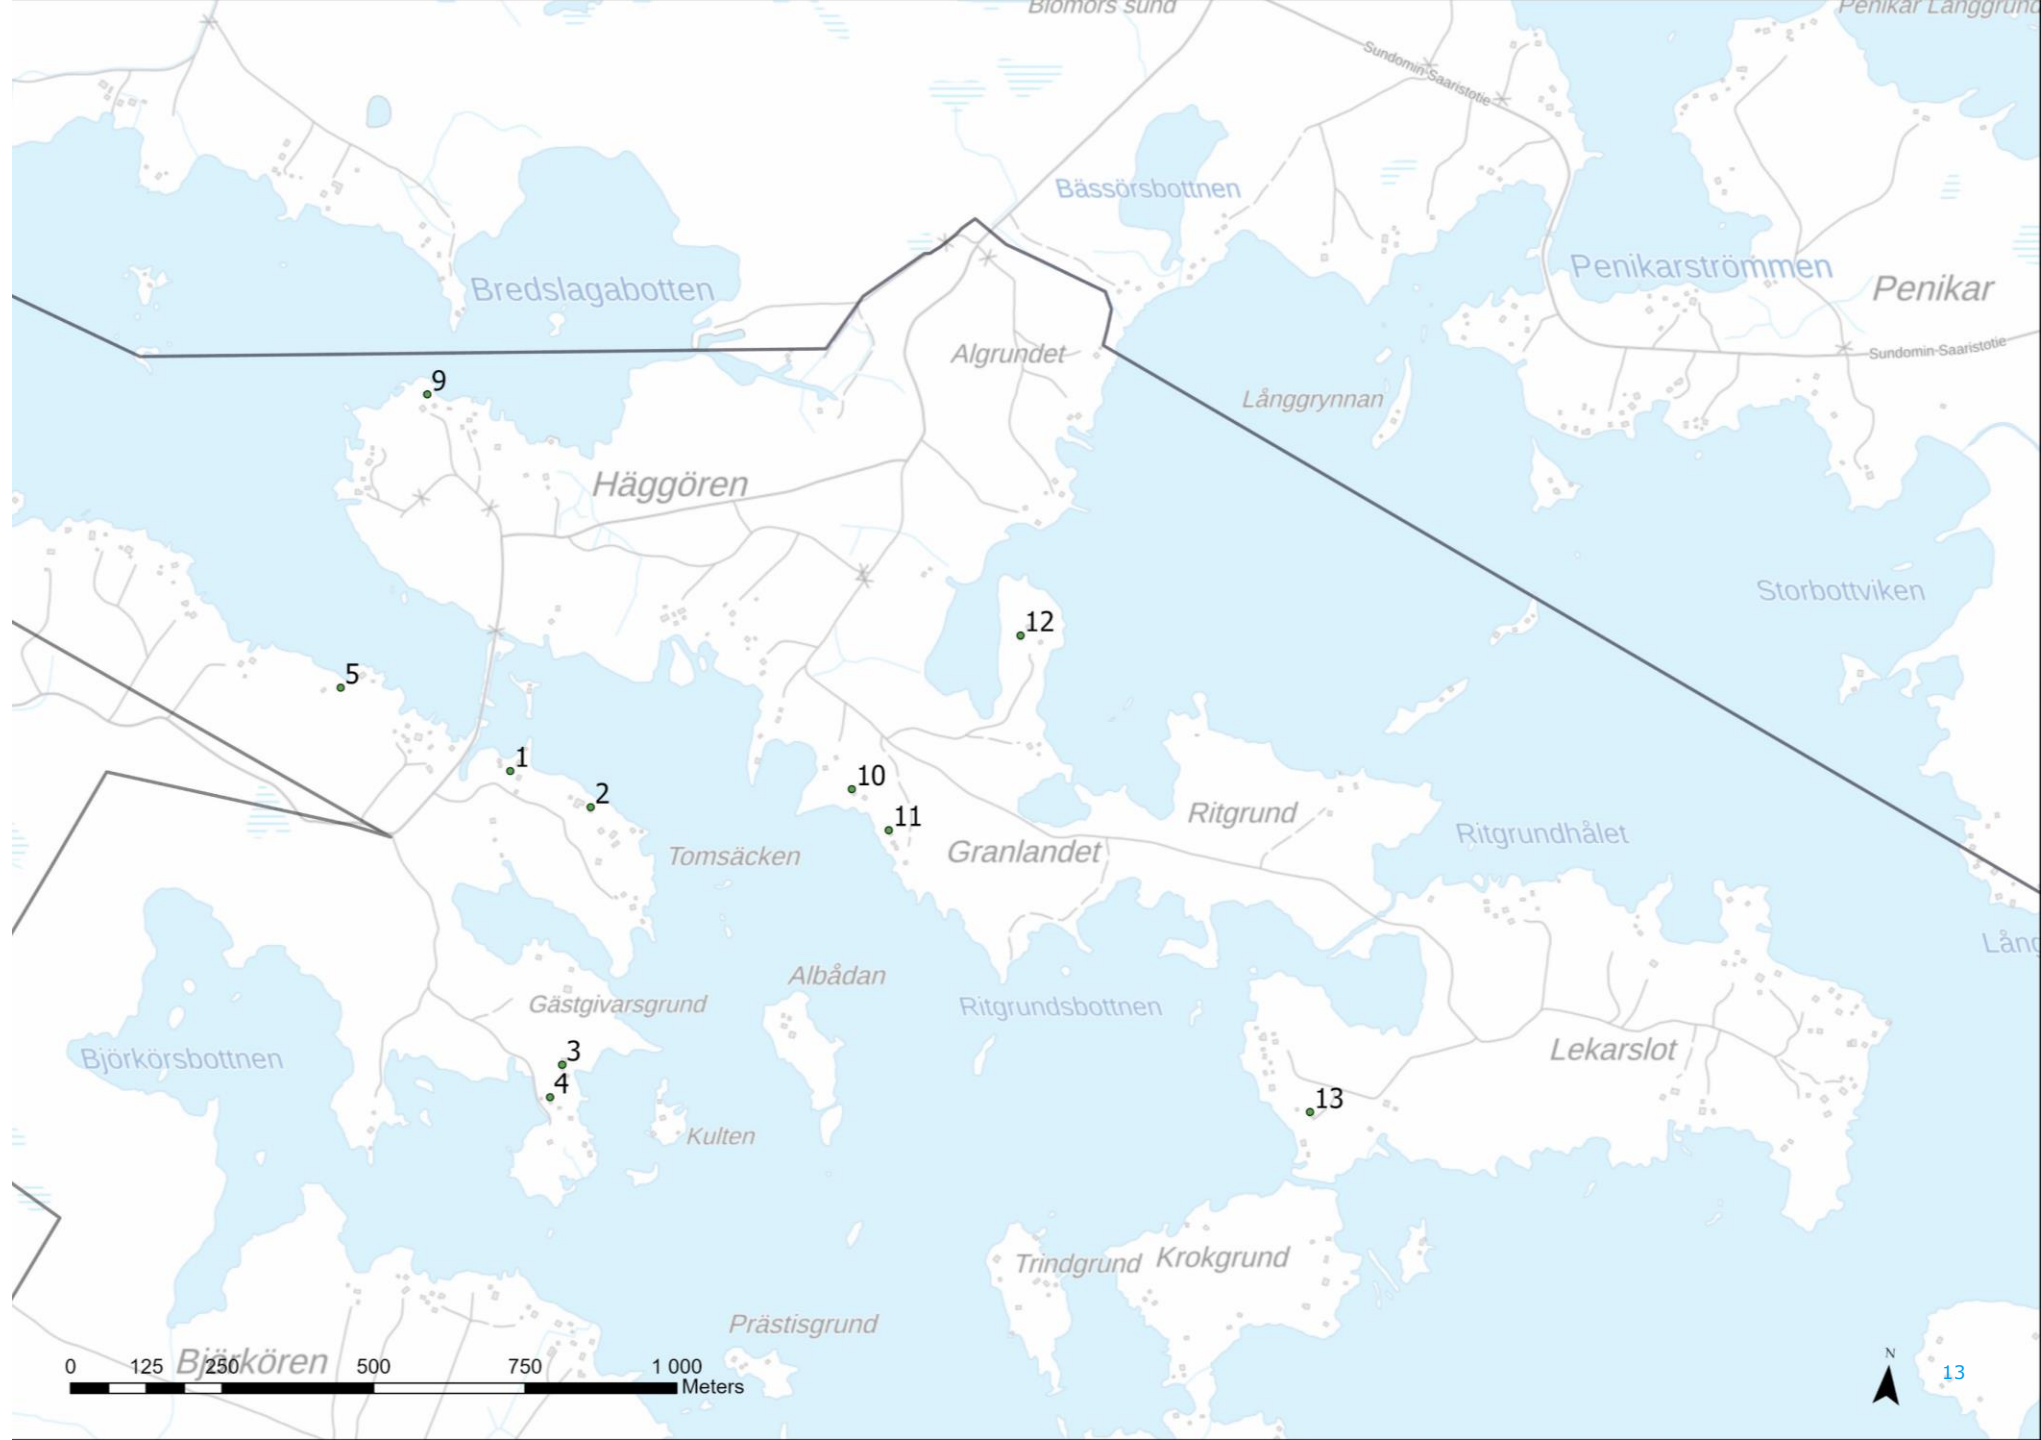 Blomörs sund
Penikar Långgrund
Sundomin-Saaristotie
Bässörsbottnen
Penikarströmmen
Penikar
Bredslagabotten
Algrundet
Sundomin-Saaristotie
9
Långgrynnan
Häggören
Storbottviken
12
5
1
10
2
11
Ritgrund
Ritgrundhålet
Tomsäcken
Granlandet
Lång
Albådan
Gästgivarsgrund
Ritgrundsbottnen
3
Björkörsbottnen
Lekarslot
4
13
Kulten
Trindgrund
Krokgrund
Prästisgrund
Björkören
0 125 250 500 750 1 000
Meters
N
13